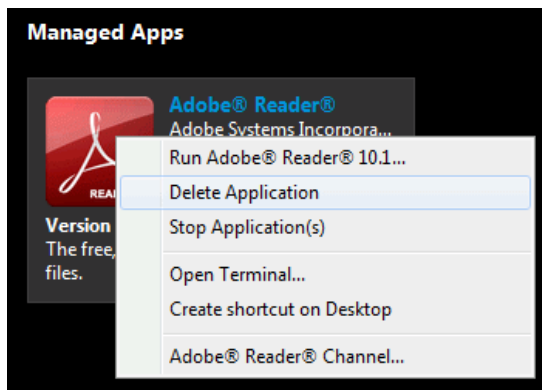 Managed Apps
Adobe® Reader®
Adobe Systems Incorpora...
Run Adobe® Reader® 10.1...
Delete Application
Stop Application(s)
Version
The free,
files.
Open Terminal...
Create shortcut on Desktop
Adobe® Reader® Channel...